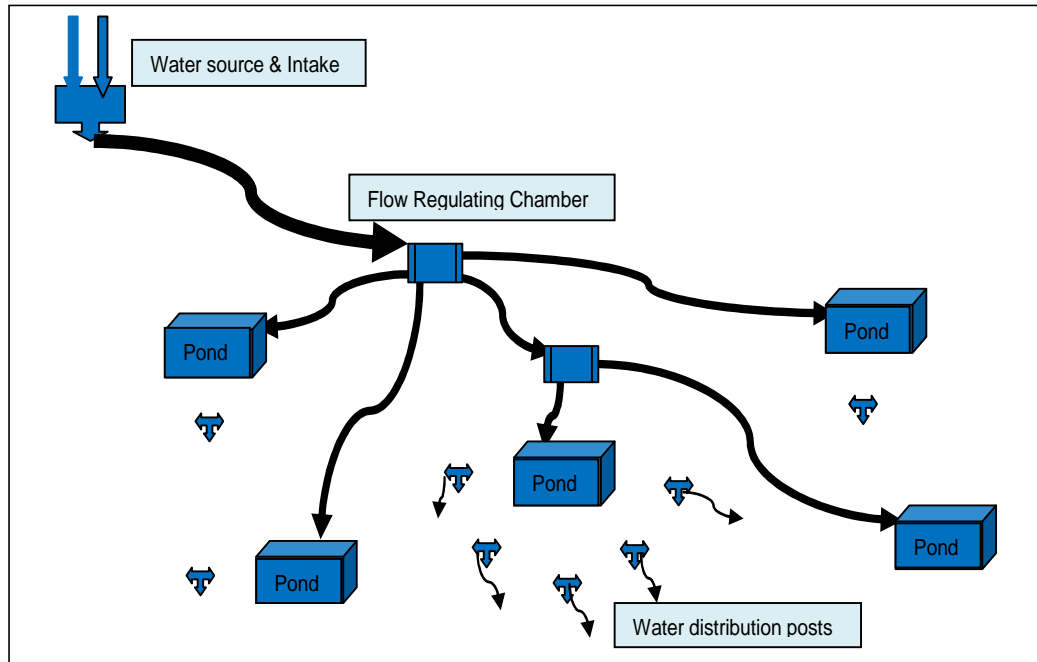 Water source & Intake
Flow Regulating Chamber
Pond
Pond
Pond
Pond
Pond
Water distribution posts